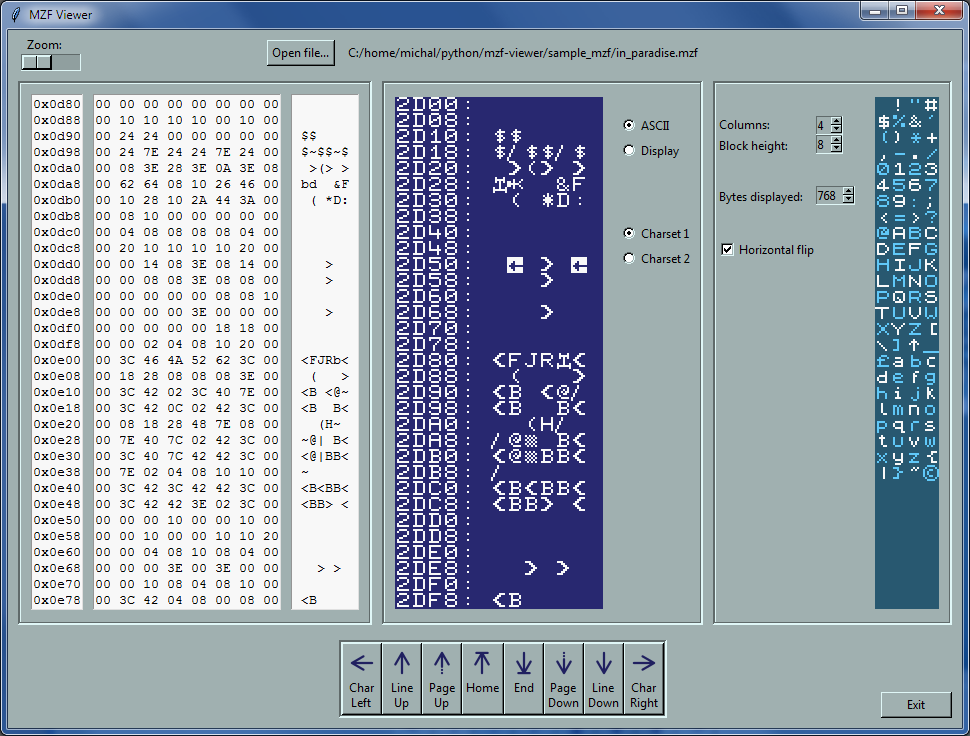 MZF Viewer
Zoom:
Open file... C:/home/michal/python/mzf-viewer/sample_mzf/in_paradise.mzf
0x0d80 00 00 00 00 00 00 00 00
0x0d88 00 10 10 10 10 00 10 00
0x0d90 00 24 24 00 00 00 00 00 $$
0x0d98 00 24 7E 24 24 7E 24 00 $~$$~$
0x0da0 00 08 3E 28 3E 0A 3E 08 >(> >
0x0da8 00 62 64 08 10 26 46 00 bd &F
0x0db0 00 10 28 10 2A 44 3A 00 ( *D:
0x0db8 00 08 10 00 00 00 00 00
0x0dc0 00 04 08 08 08 08 04 00
0x0dc8 00 20 10 10 10 10 20 00
0x0dd0 00 00 14 08 3E 08 14 00 >
0x0dd8 00 00 08 08 3E 08 08 00 >
0x0de0 00 00 00 00 00 08 08 10
0x0de8 00 00 00 00 3E 00 00 00 >
0x0df0 00 00 00 00 00 18 18 00
0x0df8 00 00 02 04 08 10 20 00
0x0e00 00 3C 46 4A 52 62 3C 00 <FJRb<
0x0e08 00 18 28 08 08 08 3E 00 ( >
0x0e10 00 3C 42 02 3C 40 7E 00 <B <@~
0x0e18 00 3C 42 0C 02 42 3C 00 <B B<
0x0e20 00 08 18 28 48 7E 08 00 (H~
0x0e28 00 7E 40 7C 02 42 3C 00 ~@| B<
0x0e30 00 3C 40 7C 42 42 3C 00 <@|BB<
0x0e38 00 7E 02 04 08 10 10 00 ~
0x0e40 00 3C 42 3C 42 42 3C 00 <B<BB<
0x0e48 00 3C 42 42 3E 02 3C 00 <BB> <
0x0e50 00 00 00 10 00 00 10 00
0x0e58 00 00 10 00 00 10 10 20
0x0e60 00 00 04 08 10 08 04 00
0x0e68 00 00 00 3E 00 3E 00 00 > >
0x0e70 00 00 10 08 04 08 10 00
0x0e78 00 3C 42 04 08 00 08 00 <B
2D00:
2D08:
2D10: $$
2D18: $/$$/$
2D20: >(> >
2D28: &F
2D30: ( *D:
2D38:
2D40:
2D48:
2D50: ← > ←
2D58: >
2D60:
2D68: >
2D70:
2D78:
2D80: <FJR <
2D88: ( >
2D90: <B <@/
2D98: <B B<
2DA0: (H/
2DA8: /@▒ B<
2DB0: <@▒BB<
2DB8: /
2DC0: <B<BB<
2DC8: <BB> <
2DD0:
2DD8:
2DE0:
2DE8: > >
2DF0:
2DF8: <B
ASCII
Display
Charset 1
Charset 2
Columns: 4
Block height: 8
Bytes displayed: 768
Horizontal flip
!"#
$%&'
()*+
,-./
0123
4567
89:;
<=>?
@ABC
DEFG
HIJK
LMNO
PQRS
TUVW
XYZ[
\]↑_
£abc
defg
hijk
lmno
pqrs
tuvw
xyz{
|}~©
Char Left
Line Up
Page Up
Home
End
Page Down
Line Down
Char Right
Exit